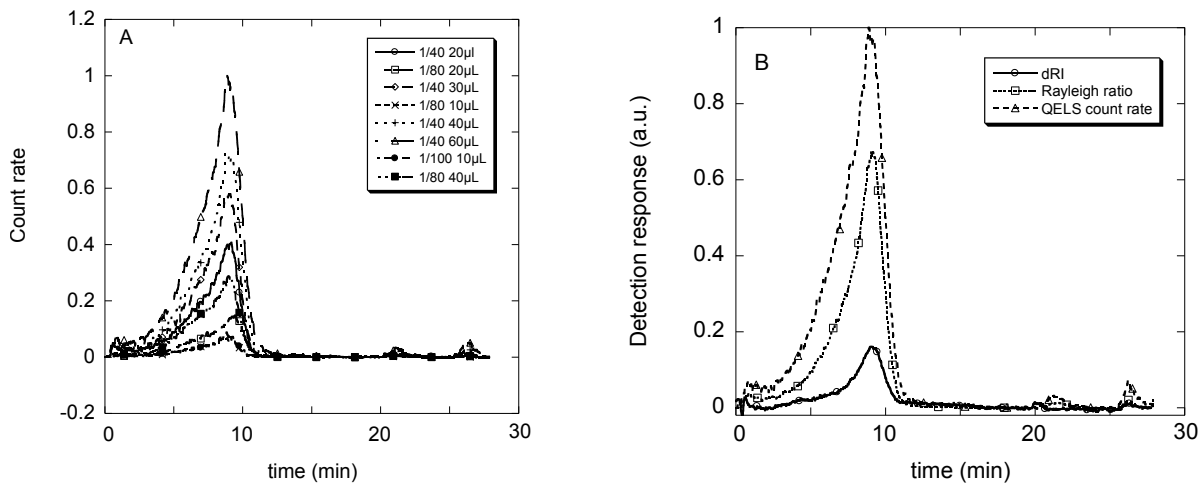 A
Count rate
1.2
1
0.8
0.6
0.4
0.2
0
-0.2
1/40 20µl
1/80 20µL
1/40 30µL
1/80 10µL
1/40 40µL
1/40 60µL
1/100 10µL
1/80 40µL
0 10 20 30
time (min)
B
Detection response (a.u.)
1
0.8
0.6
0.4
0.2
0
dRI
Rayleigh ratio
QELS count rate
0 10 20 30
time (min)